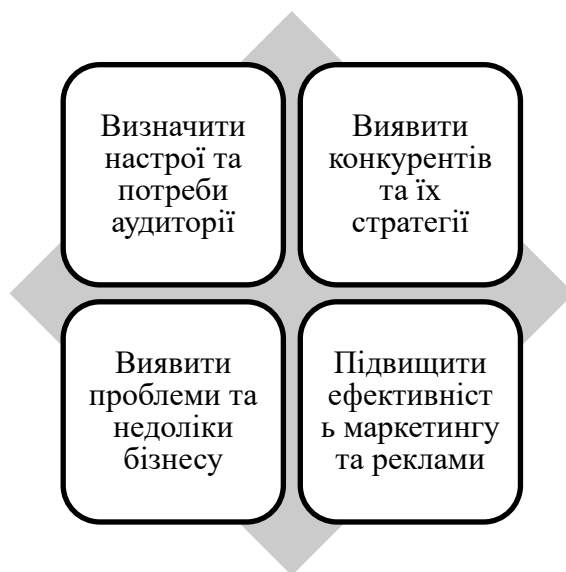 Визначити
настрої та
потреби
аудиторії
Виявити
конкурентів
та їх
стратегії
Виявити
проблеми та
недоліки
бізнесу
Підвищити
ефективніст
ь маркетингу
та реклами